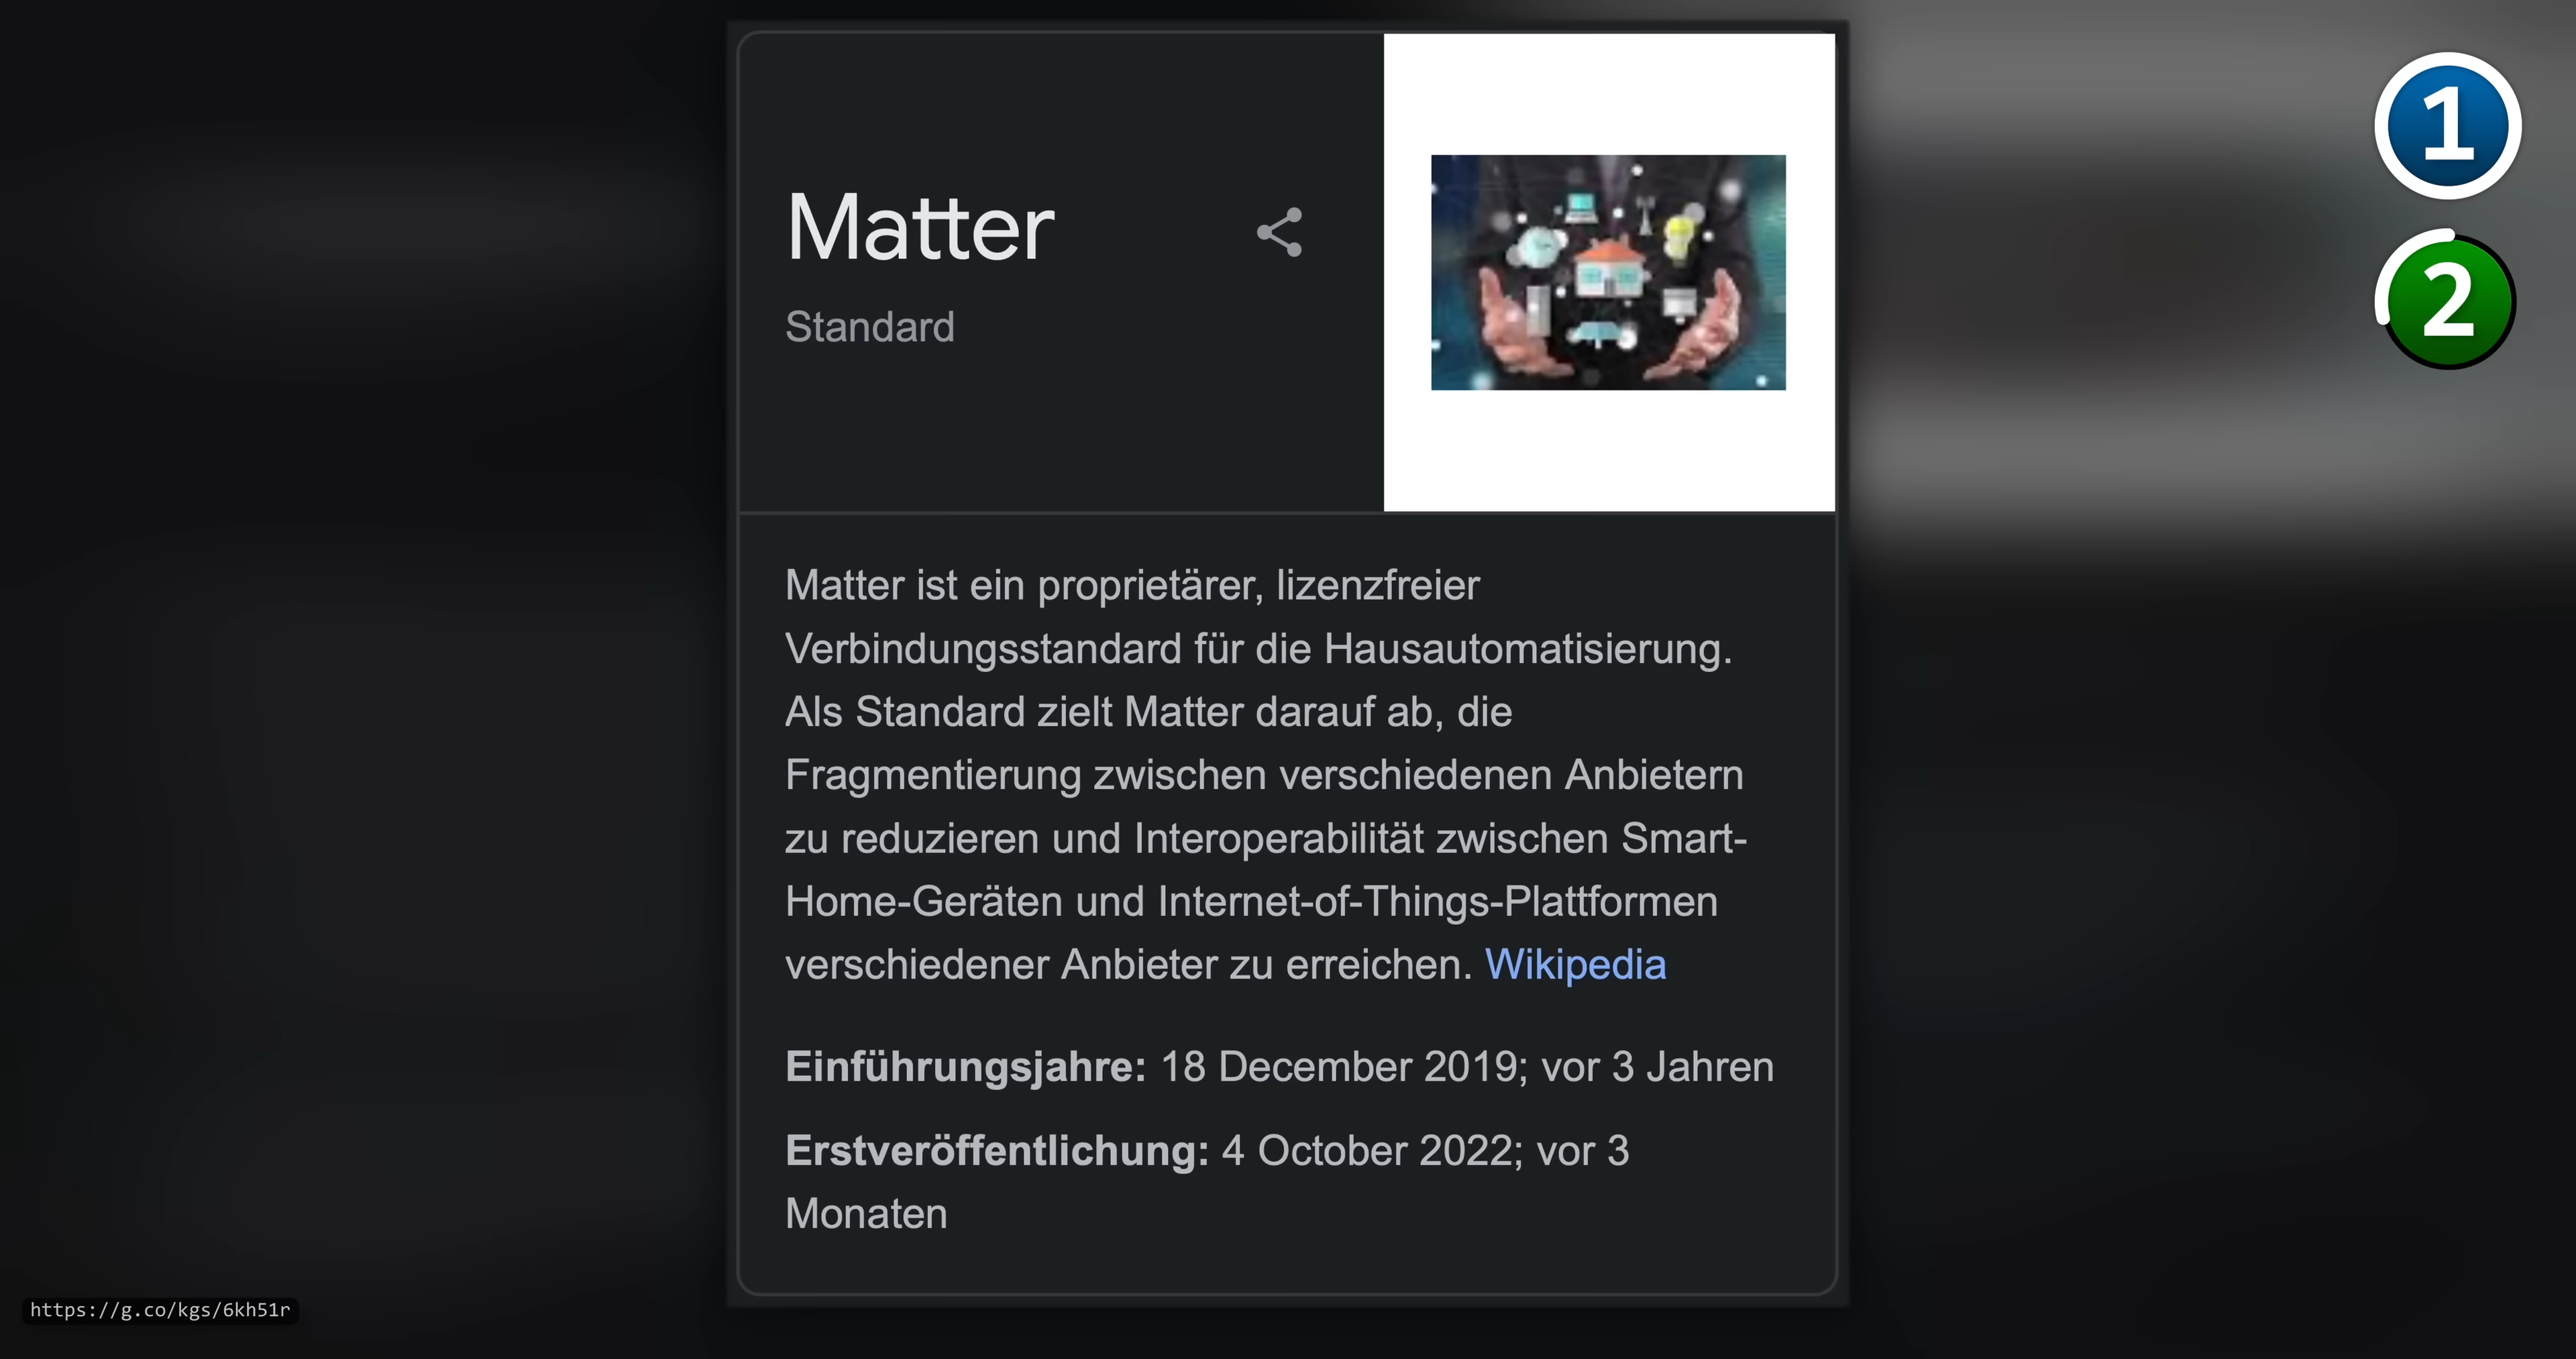 Matter
Standard
Matter ist ein proprietärer, lizenzfreier
Verbindungsstandard für die Hausautomatisierung.
Als Standard zielt Matter darauf ab, die
Fragmentierung zwischen verschiedenen Anbietern
zu reduzieren und Interoperabilität zwischen Smart-
Home-Geräten und Internet-of-Things-Plattformen
verschiedener Anbieter zu erreichen. Wikipedia
Einführungsjahre: 18 December 2019; vor 3 Jahren
Erstveröffentlichung: 4 October 2022; vor 3
Monaten
1
2
https://g.co/kgs/6kh51r